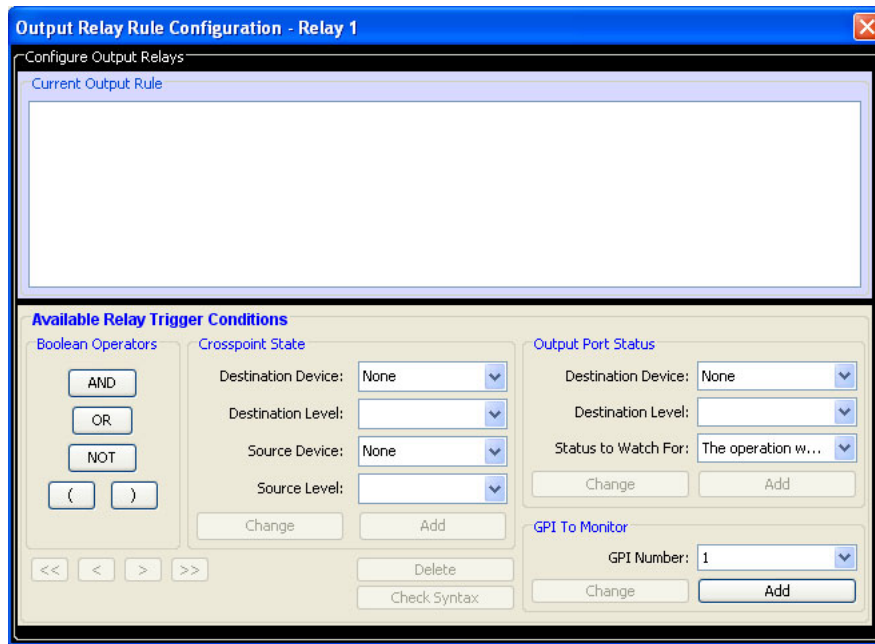 Output Relay Rule Configuration - Relay 1
Configure Output Relays
Current Output Rule
Available Relay Trigger Conditions
Boolean Operators
AND
OR
NOT
( )
Crosspoint State
Destination Device: None
Destination Level:
Source Device: None
Source Level:
Change Add
Output Port Status
Destination Device: None
Destination Level:
Status to Watch For: The operation w...
Change Add
GPI To Monitor
GPI Number: 1
Change Add
<< < > >>
Delete
Check Syntax